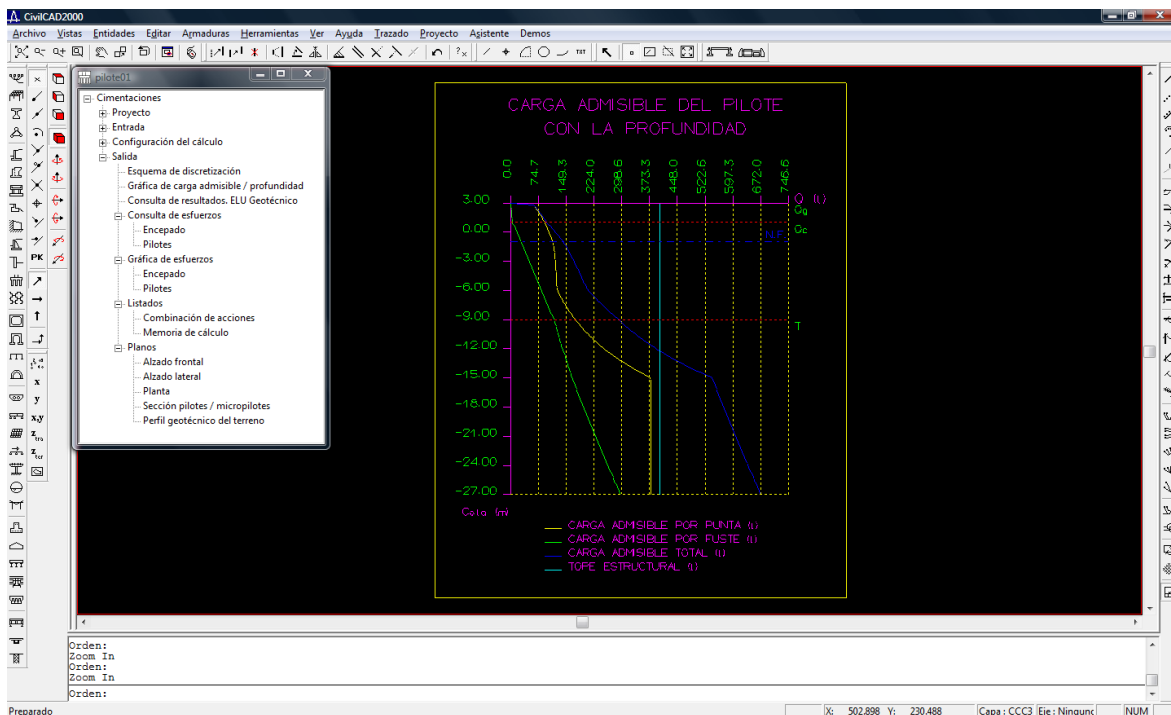 CivilCAD2000
Archivo Vistas Entidades Editar Armaduras Herramientas Ver Ayuda Trazado Proyecto Asistente Demos
TXT
pilote01
Cimentaciones
Proyecto
Entrada
Configuración del cálculo
Salida
Esquema de discretización
Gráfica de carga admisible / profundidad
Consulta de resultados. ELU Geotécnico
Consulta de esfuerzos
Encepado
Pilotes
Gráfica de esfuerzos
Encepado
Pilotes
Listados
Combinación de acciones
Memoria de cálculo
Planos
Alzado frontal
Alzado lateral
Planta
Sección pilotes / micropilotes
Perfil geotécnico del terreno
PK
x
y
x,y
CARGA ADMISIBLE DEL PILOTE
CON LA PROFUNDIDAD
0.0 74.7 149.3 224.0 298.6 373.3 448.0 522.6 597.3 672.0 746.6
Q (t)
3.00
0.00
N.F.
-3.00
-6.00
-9.00
T
-12.00
-15.00
-18.00
-21.00
-24.00
-27.00
Cota (m)
CARGA ADMISIBLE POR PUNTA (t)
CARGA ADMISIBLE POR FUSTE (t)
CARGA ADMISIBLE TOTAL (t)
TOPE ESTRUCTURAL (t)
Orden:
Zoom In
Orden:
Zoom In
Orden:
Preparado
X: 502.898 Y: 230.488
Capa: CCC3
Eje: Ninguno
NUM